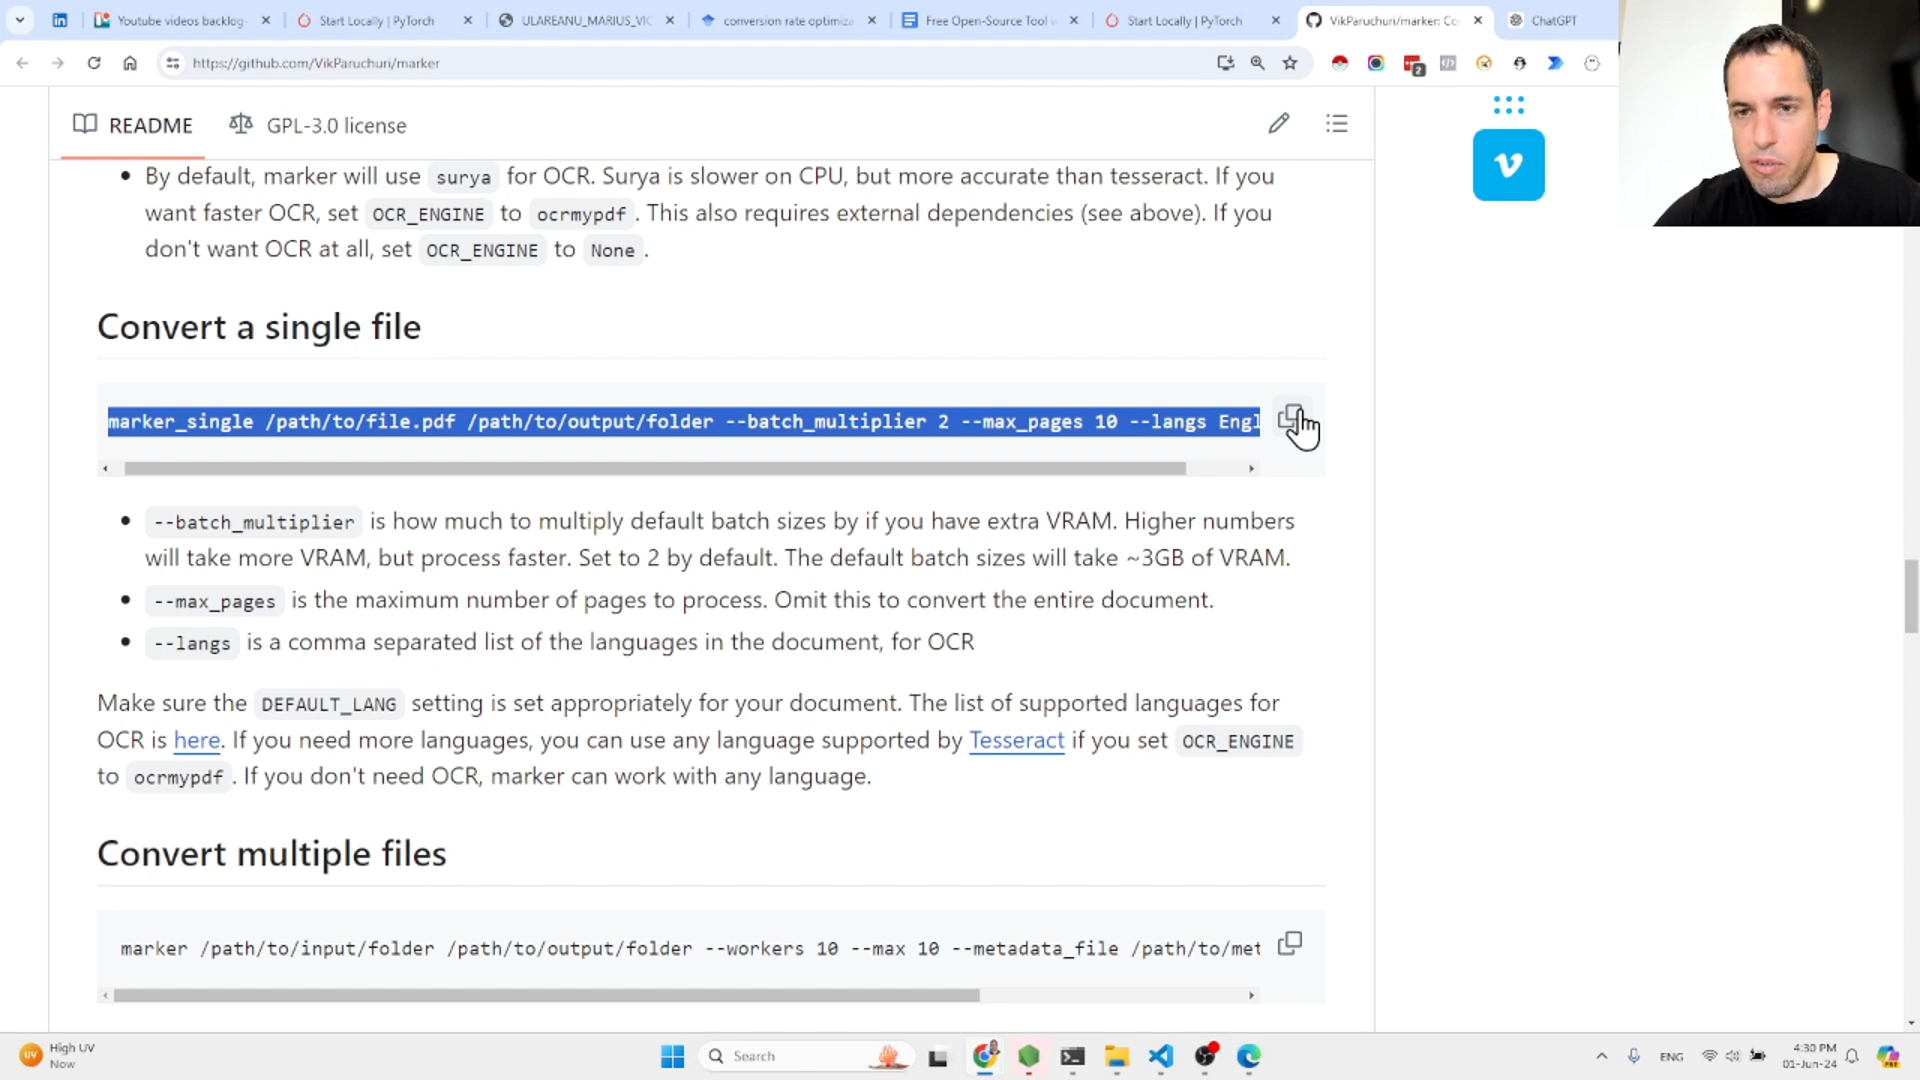 Youtube videos backlog
Start Locally | PyTorch
ULAREANU_MARIUS_VIC
conversion rate optimiza
Free Open-Source Tool v
Start Locally | PyTorch
VikParuchuri/marker: Co
ChatGPT
https://github.com/VikParuchuri/marker
2
README
GPL-3.0 license
By default, marker will use surya for OCR. Surya is slower on CPU, but more accurate than tesseract. If you
want faster OCR, set OCR_ENGINE to ocrmypdf . This also requires external dependencies (see above). If you
don't want OCR at all, set OCR_ENGINE to None .
Convert a single file
marker_single /path/to/file.pdf /path/to/output/folder --batch_multiplier 2 --max_pages 10 --langs Engl
--batch_multiplier is how much to multiply default batch sizes by if you have extra VRAM. Higher numbers
will take more VRAM, but process faster. Set to 2 by default. The default batch sizes will take ~3GB of VRAM.
--max_pages is the maximum number of pages to process. Omit this to convert the entire document.
--langs is a comma separated list of the languages in the document, for OCR
Make sure the DEFAULT_LANG setting is set appropriately for your document. The list of supported languages for
OCR is here. If you need more languages, you can use any language supported by Tesseract if you set OCR_ENGINE
to ocrmypdf . If you don't need OCR, marker can work with any language.
Convert multiple files
marker /path/to/input/folder /path/to/output/folder --workers 10 --max 10 --metadata_file /path/to/met
UV
High UV
Now
Search
ENG
4:30 PM
01-Jun-24